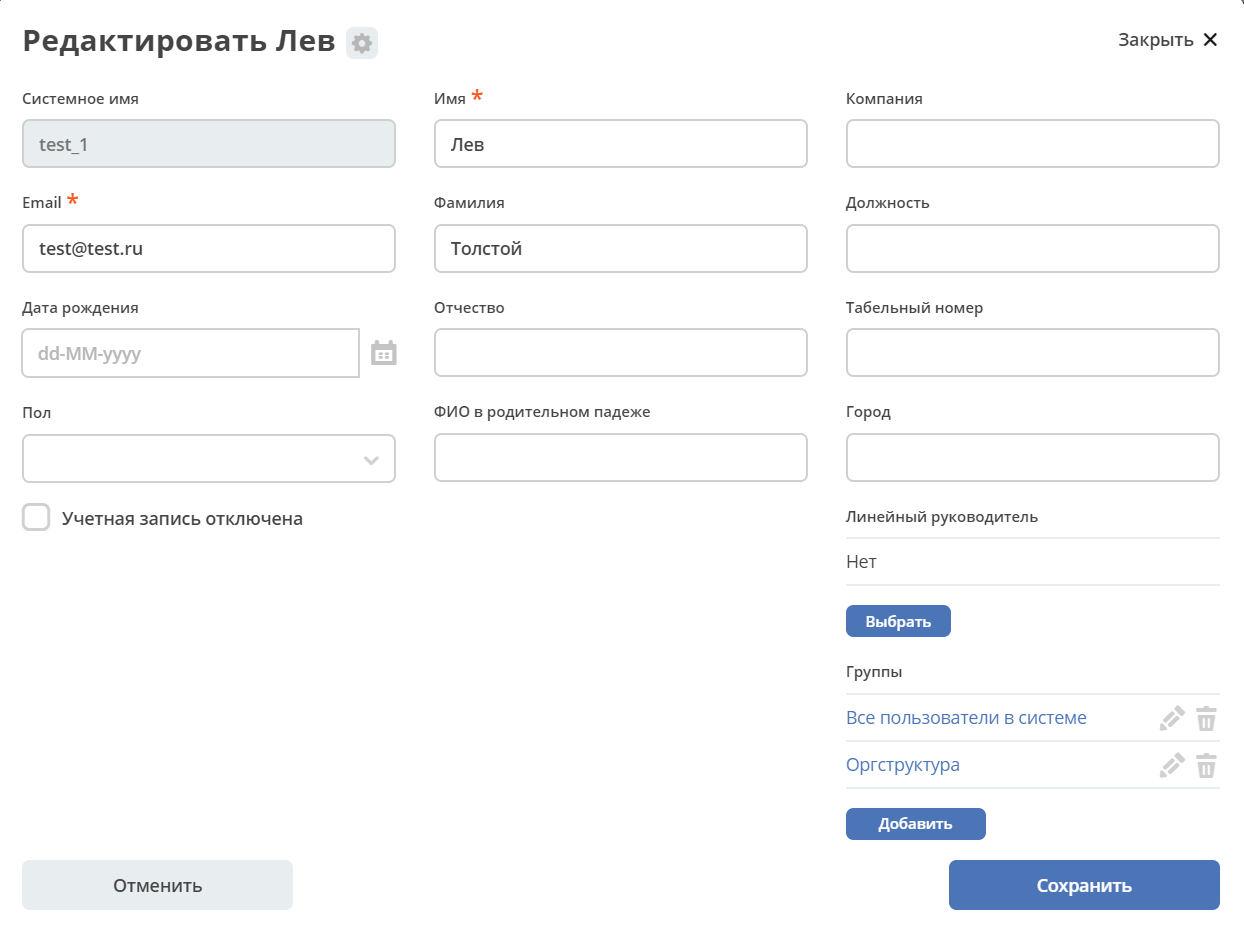 Редактировать Лев
Закрыть
Системное имя
test_1
Имя *
Лев
Компания
Email *
test@test.ru
Фамилия
Толстой
Должность
Дата рождения
dd-MM-yyyy
Отчество
Табельный номер
Пол
ФИО в родительном падеже
Город
Учетная запись отключена
Линейный руководитель
Нет
Выбрать
Группы
Все пользователи в системе
Оргструктура
Добавить
Отменить
Сохранить